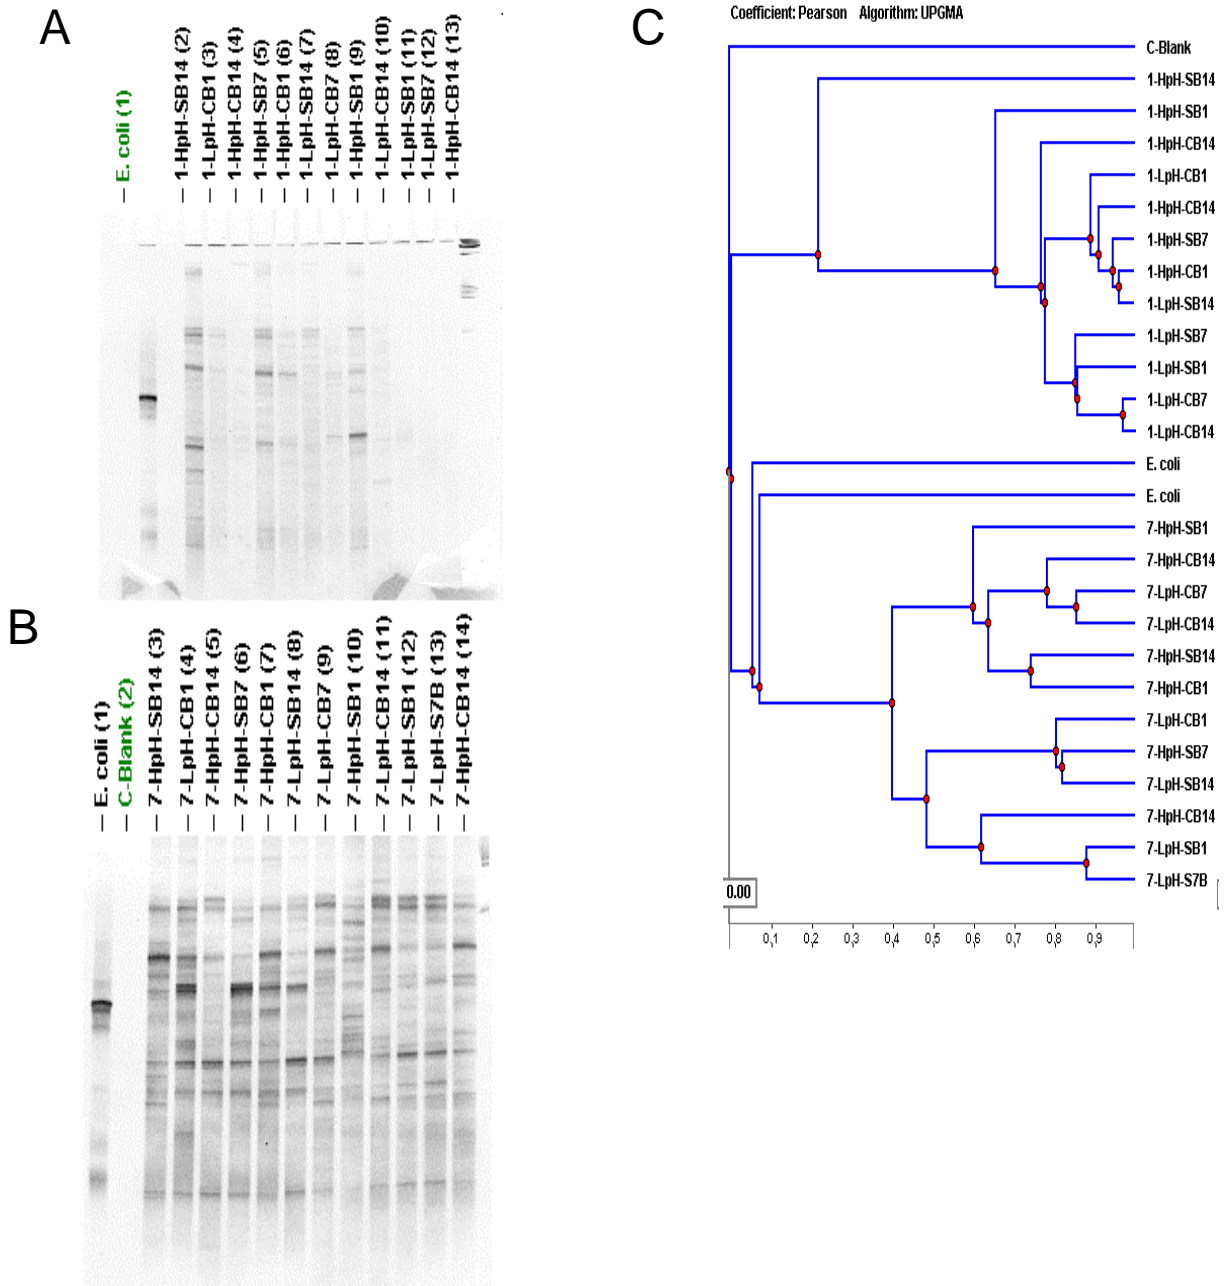 A
E. coli (1)
1-HpH-SB14 (2)
1-LpH-CB1 (3)
1-HpH-CB14 (4)
1-HpH-SB7 (5)
1-HpH-CB1 (6)
1-LpH-SB14 (7)
1-LpH-CB7 (8)
1-HpH-SB1 (9)
1-LpH-CB14 (10)
1-LpH-SB1 (11)
1-LpH-SB7 (12)
1-HpH-CB14 (13)
B
E. coli (1)
C-Blank (2)
7-HpH-SB14 (3)
7-LpH-CB1 (4)
7-HpH-CB14 (5)
7-HpH-SB7 (6)
7-HpH-CB1 (7)
7-LpH-SB14 (8)
7-LpH-CB7 (9)
7-HpH-SB1 (10)
7-LpH-CB14 (11)
7-LpH-SB1 (12)
7-LpH-S7B (13)
7-HpH-CB14 (14)
C
Coefficient: Pearson Algorithm: UPGMA
C-Blank
1-HpH-SB14
1-HpH-SB1
1-HpH-CB14
1-LpH-CB1
1-HpH-CB14
1-HpH-SB7
1-HpH-CB1
1-LpH-SB14
1-LpH-SB7
1-LpH-SB1
1-LpH-CB7
1-LpH-CB14
E. coli
E. coli
7-HpH-SB1
7-HpH-CB14
7-LpH-CB7
7-LpH-CB14
7-HpH-SB14
7-HpH-CB1
7-LpH-CB1
7-HpH-SB7
7-LpH-SB14
7-HpH-CB14
7-LpH-SB1
7-LpH-S7B
0.00
0,1 0,2 0,3 0,4 0,5 0,6 0,7 0,8 0,9